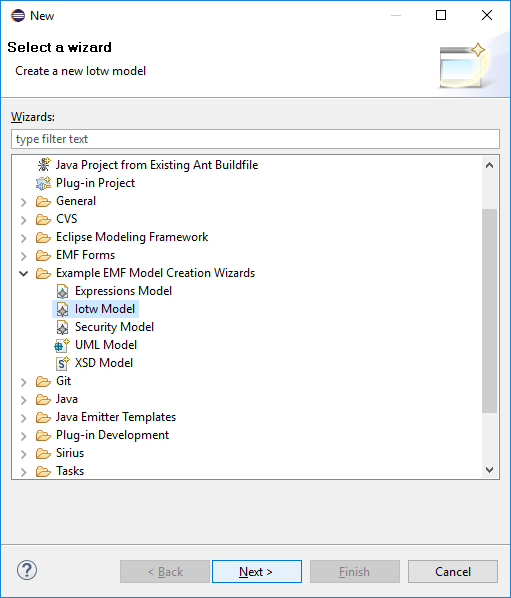 New
Select a wizard
Create a new Iotw model
Wizards:
type filter text
Java Project from Existing Ant Buildfile
Plug-in Project
General
CVS
Eclipse Modeling Framework
EMF Forms
Example EMF Model Creation Wizards
Expressions Model
Iotw Model
Security Model
UML Model
XSD Model
Git
Java
Java Emitter Templates
Plug-in Development
Sirius
Tasks
< Back
Next >
Finish
Cancel